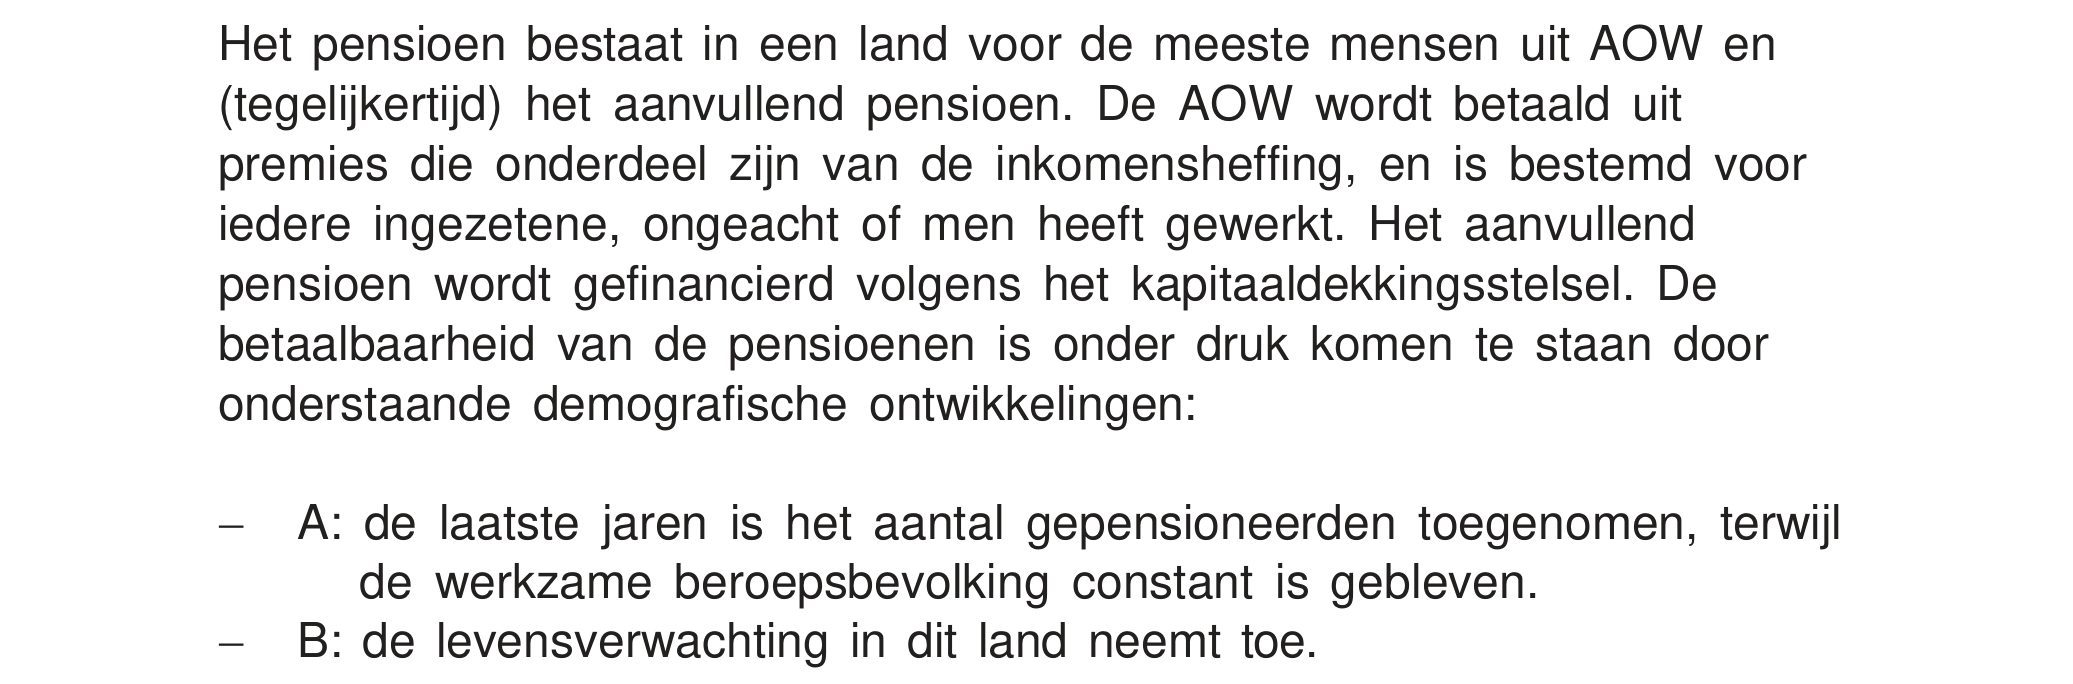 Het pensioen bestaat in een land voor de meeste mensen uit AOW en
(tegelijkertijd) het aanvullend pensioen. De AOW wordt betaald uit
premies die onderdeel zijn van de inkomensheffing, en is bestemd voor
iedere ingezetene, ongeacht of men heeft gewerkt. Het aanvullend
pensioen wordt gefinancierd volgens het kapitaaldekkingsstelsel. De
betaalbaarheid van de pensioenen is onder druk komen te staan door
onderstaande demografische ontwikkelingen:
– A: de laatste jaren is het aantal gepensioneerden toegenomen, terwijl
de werkzame beroepsbevolking constant is gebleven.
– B: de levensverwachting in dit land neemt toe.